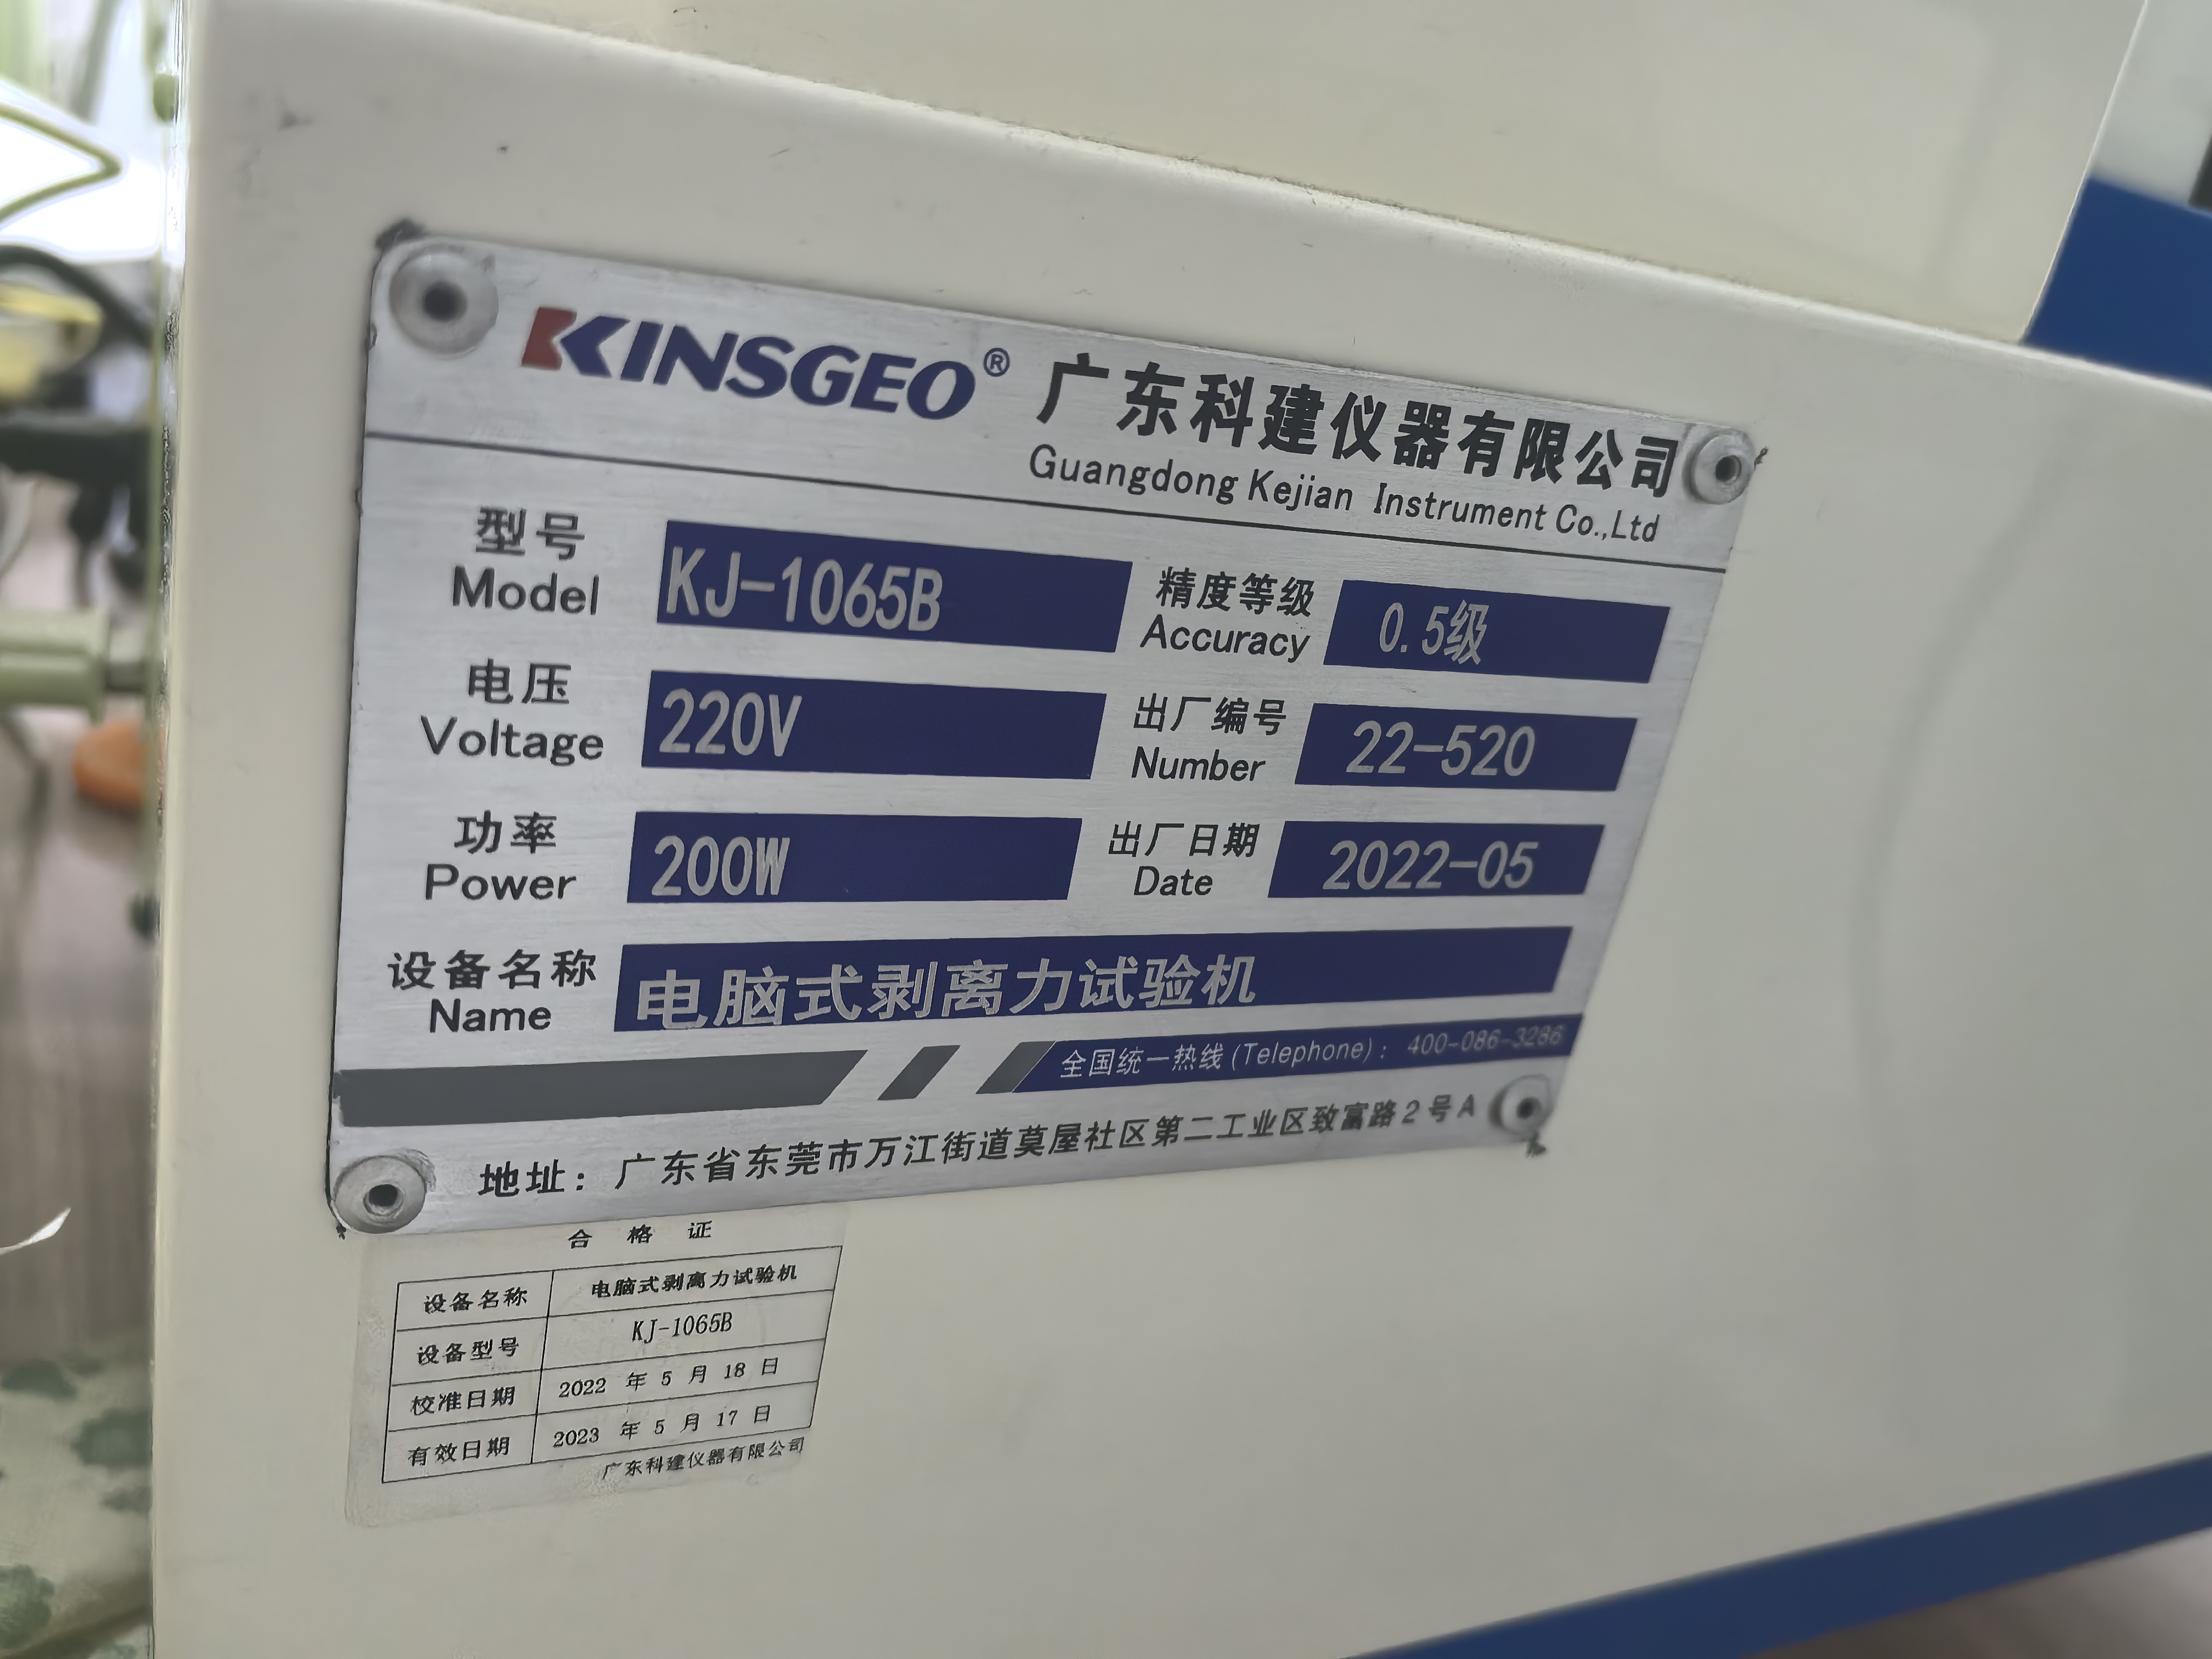 KINSGEO® 广东科建仪器有限公司
Guangdong Kejian Instrument Co.,Ltd
型号 KJ-1065B 精度等级 0.5级
Model Accuracy
电压 220V 出厂编号 22-520
Voltage Number
功率 200W 出厂日期 2022-05
Power Date
设备名称 电脑式剥离力试验机
Name
全国统一热线(Telephone): 400-086-3286
地址: 广东省东莞市万江街道莫屋社区第二工业区致富路2号A
合格证
设备名称 电脑式剥离力试验机
设备型号 KJ-1065B
校准日期 2022 年 5 月 18 日
有效日期 2023 年 5 月 17 日
广东科建仪器有限公司